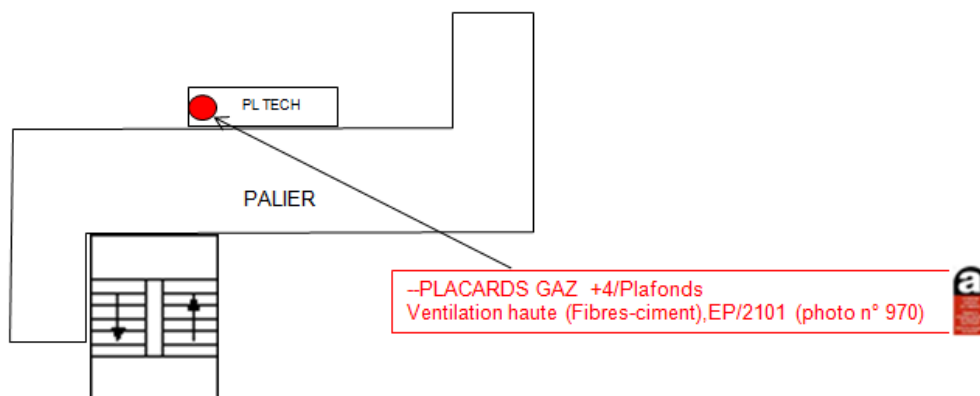 PL TECH
PALIER
--PLACARDS GAZ +4/Plafonds
Ventilation haute (Fibres-ciment),EP/2101 (photo n° 970)
a